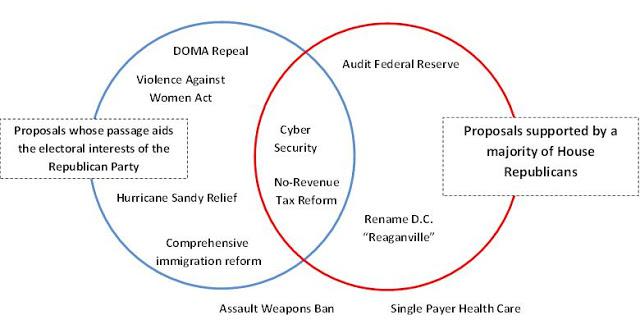 DOMA Repeal
Violence Against
Women Act
Audit Federal Reserve
Proposals whose passage aids
the electoral interests of the
Republican Party
Cyber
Security
Proposals supported by a
majority of House
Republicans
No-Revenue
Tax Reform
Hurricane Sandy Relief
Rename D.C.
“Reaganville”
Comprehensive
immigration reform
Assault Weapons Ban
Single Payer Health Care